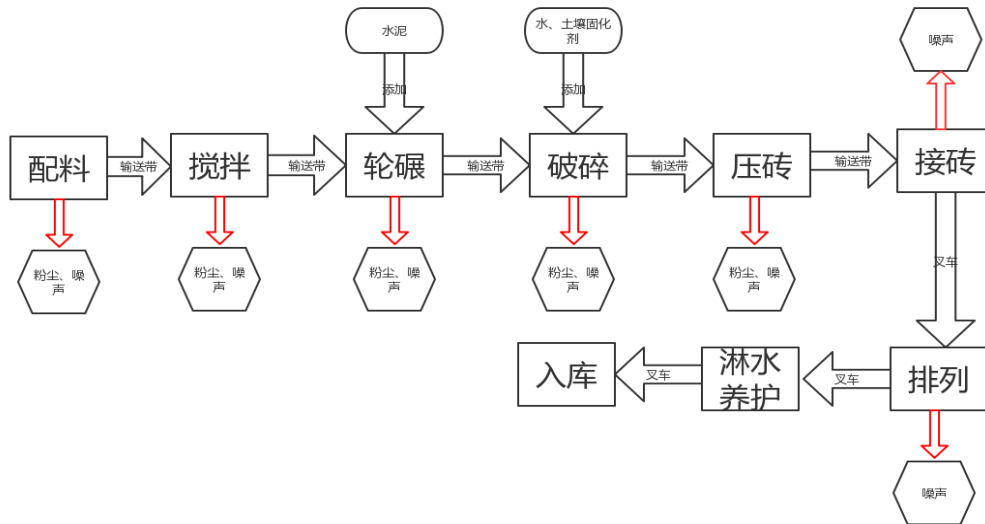 水泥
水、土壤固化
剂
噪声
添加
添加
配料
输送带
搅拌
输送带
轮碾
输送带
破碎
输送带
压砖
输送带
接砖
粉尘、噪
声
粉尘、噪
声
粉尘、噪
声
粉尘、噪
声
粉尘、噪
声
叉车
入库
叉车
淋水
养护
叉车
排列
噪声